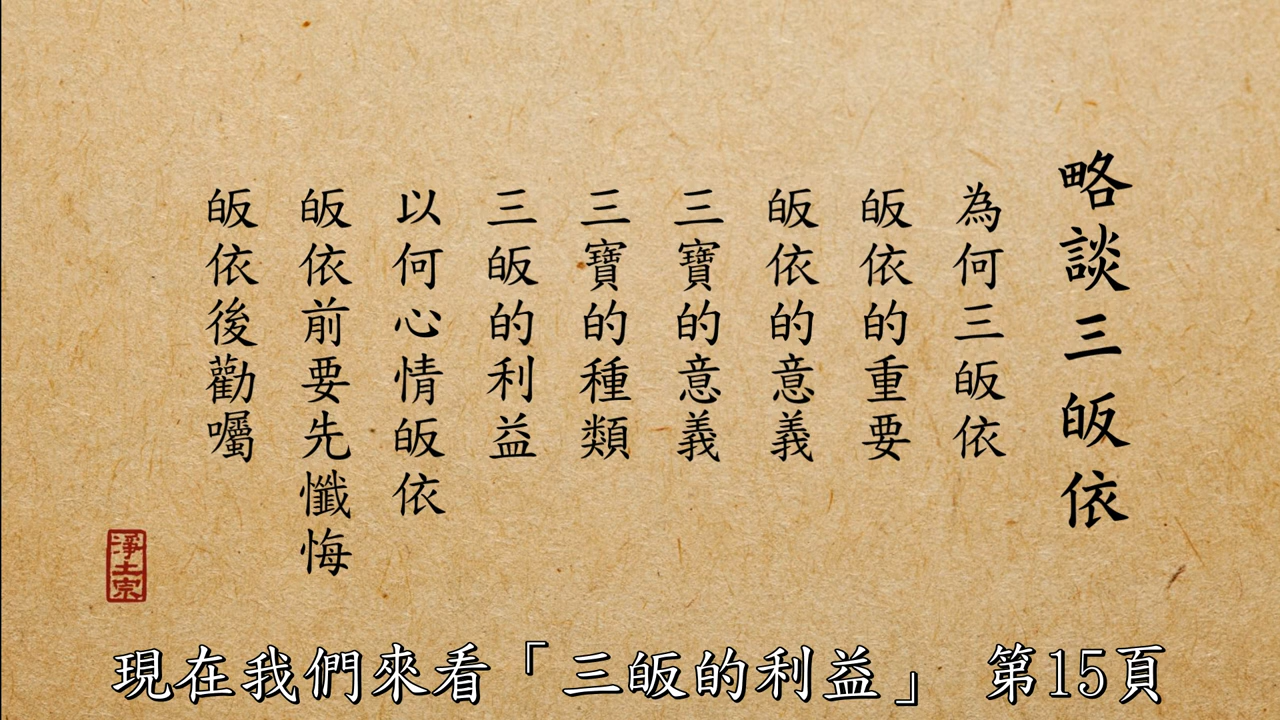 略談三皈依
為何三皈依
皈依的重要
皈依的意義
三寶的意義
三寶的種類
三皈的利益
以何心情皈依
皈依前要先懺悔
皈依後勸囑
淨土宗
現在我們來看「三皈的利益」 第15頁